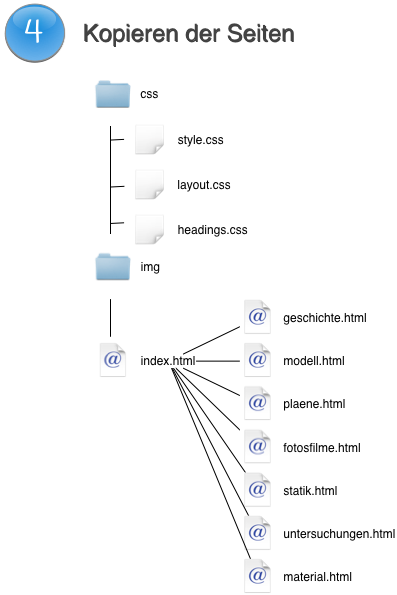 4 Kopieren der Seiten
css
style.css
layout.css
headings.css
img
index.html
geschichte.html
modell.html
plaene.html
fotosfilme.html
statik.html
untersuchungen.html
material.html